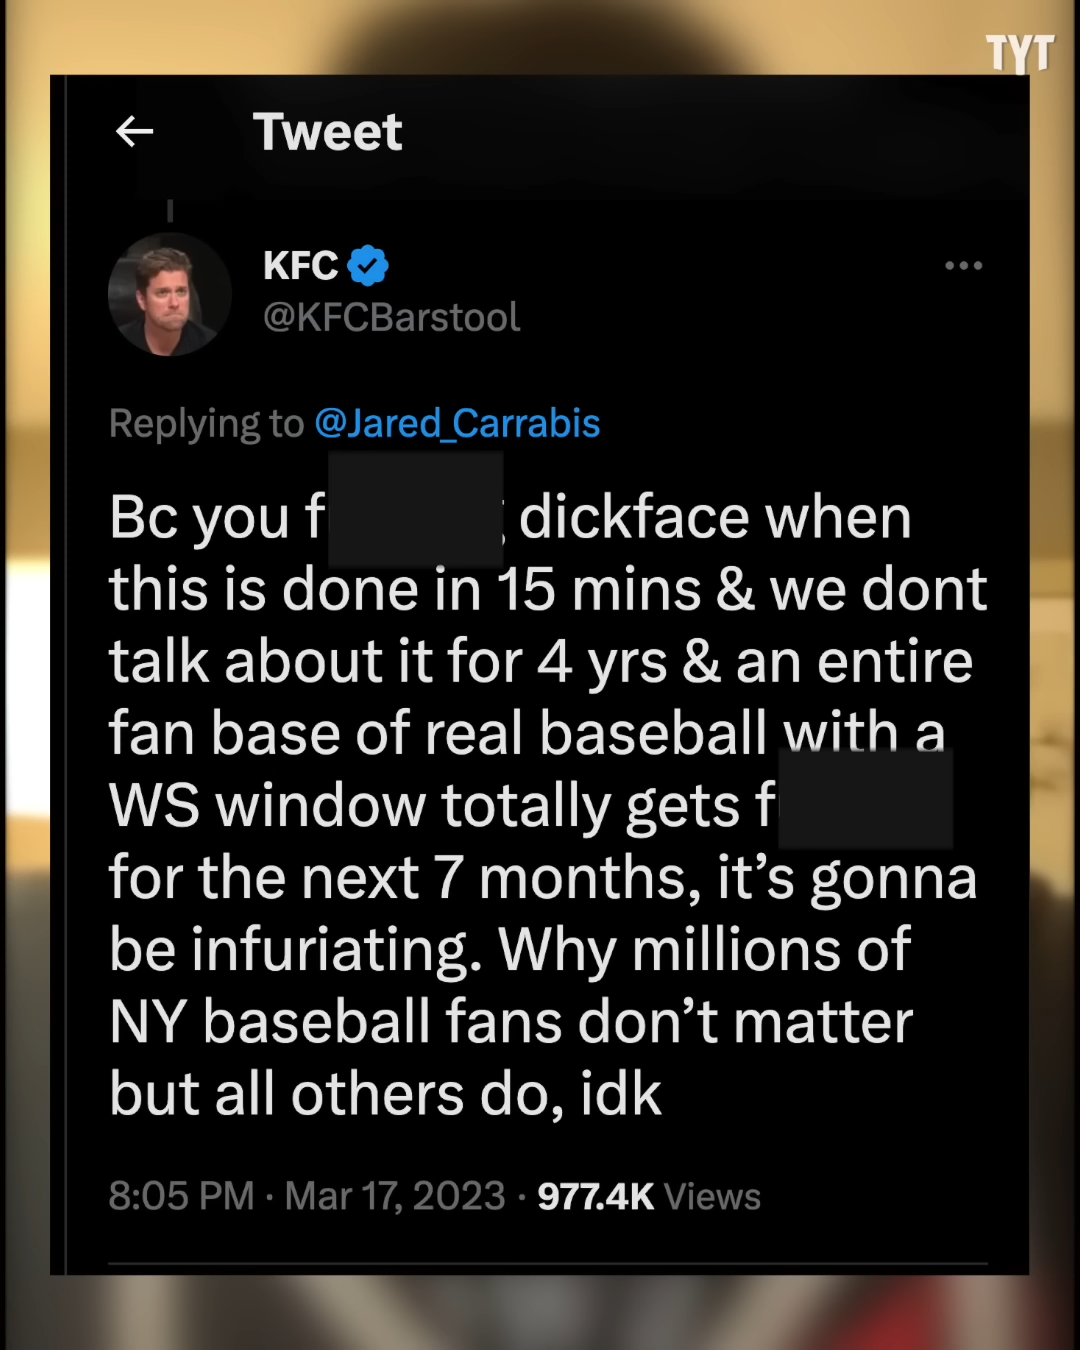 TYT
Tweet
KFC
@KFCBarstool
Replying to @Jared_Carrabis
Bc you f dickface when
this is done in 15 mins & we dont
talk about it for 4 yrs & an entire
fan base of real baseball with a
WS window totally gets f
for the next 7 months, it’s gonna
be infuriating. Why millions of
NY baseball fans don’t matter
but all others do, idk
8:05 PM · Mar 17, 2023 · 977.4K Views